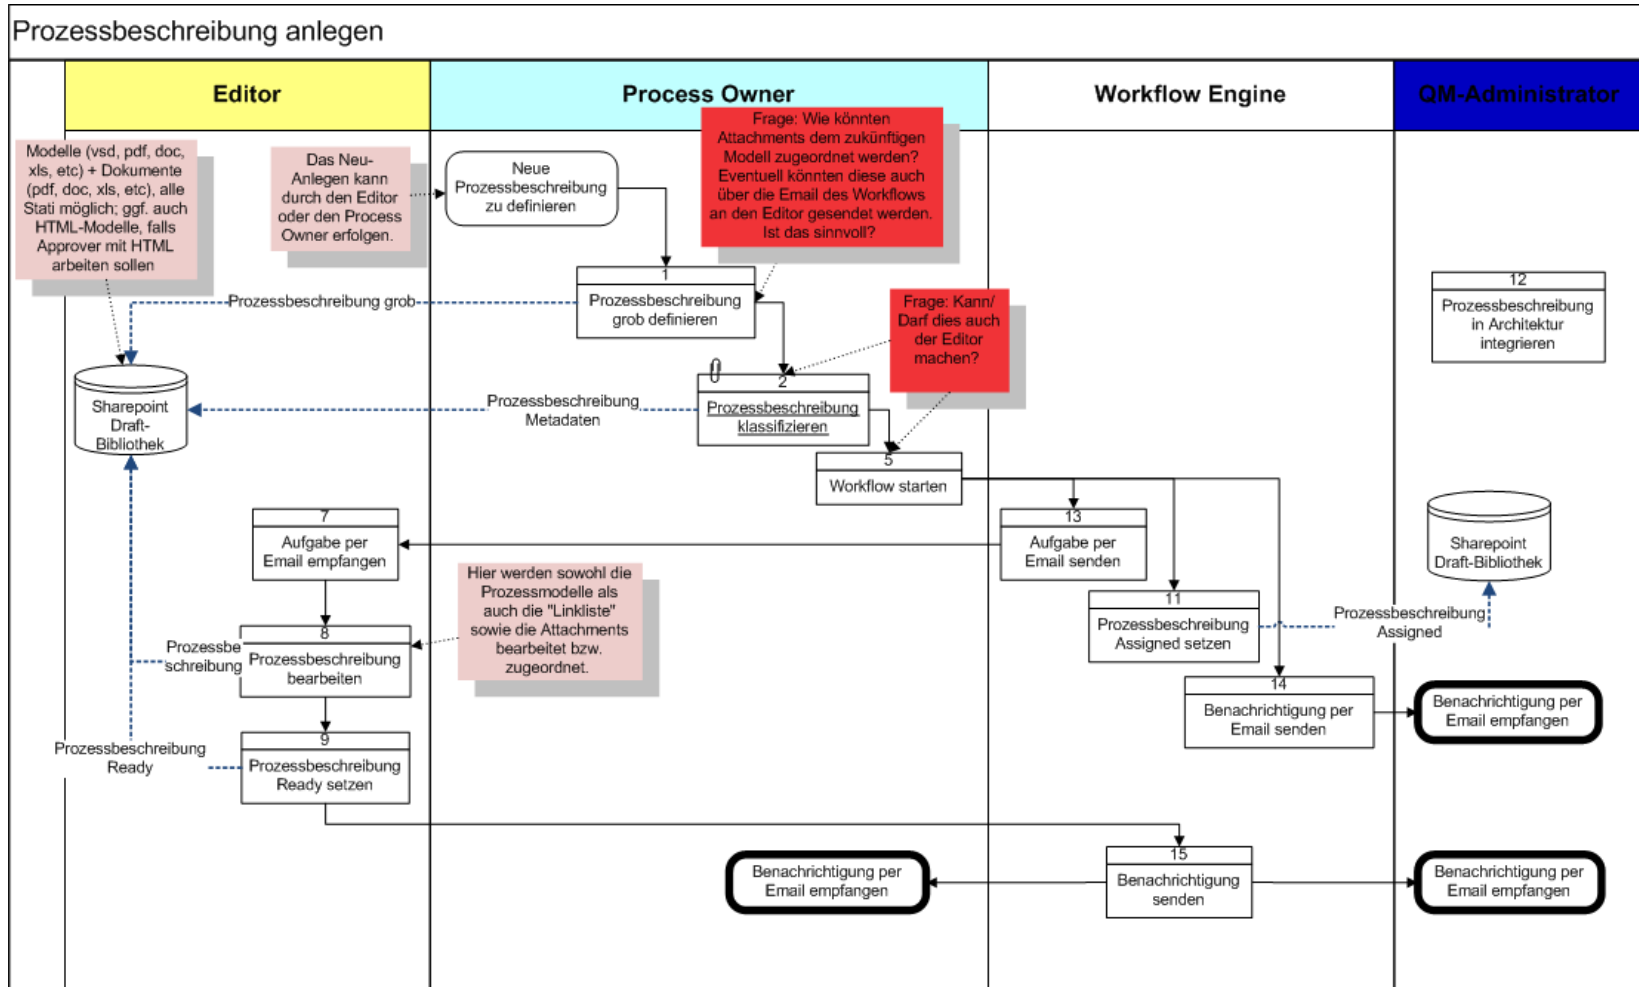 Prozessbeschreibung anlegen
Editor
Process Owner
Workflow Engine
QM-Administrator
Modelle (vsd, pdf, doc,
xls, etc) + Dokumente
(pdf, doc, xls, etc), alle
Stati möglich; ggf. auch
HTML-Modelle, falls
Approver mit HTML
arbeiten sollen
Das Neu-
Anlegen kann
durch den Editor
oder den Process
Owner erfolgen.
Neue
Prozessbeschreibung
zu definieren
Frage: Wie könnten
Attachments dem zukünftigen
Modell zugeordnet werden?
Eventuell könnten diese auch
über die Email des Workflows
an den Editor gesendet werden.
Ist das sinnvoll?
1
Prozessbeschreibung
grob definieren
Prozessbeschreibung grob
Frage: Kann/
Darf dies auch
der Editor
machen?
12
Prozessbeschreibung
in Architektur
integrieren
Sharepoint
Draft-
Bibliothek
Prozessbeschreibung
Metadaten
2
Prozessbeschreibung
klassifizieren
5
Workflow starten
7
Aufgabe per
Email empfangen
13
Aufgabe per
Email senden
Sharepoint
Draft-Bibliothek
Hier werden sowohl die
Prozessmodelle als
auch die "Linkliste"
sowie die Attachments
bearbeitet bzw.
zugeordnet.
11
Prozessbeschreibung
Assigned setzen
Prozessbeschreibung
Assigned
Prozessbe
schreibung
8
Prozessbeschreibung
bearbeiten
14
Benachrichtigung per
Email senden
Benachrichtigung per
Email empfangen
Prozessbeschreibung
Ready
9
Prozessbeschreibung
Ready setzen
Benachrichtigung per
Email empfangen
15
Benachrichtigung
senden
Benachrichtigung per
Email empfangen